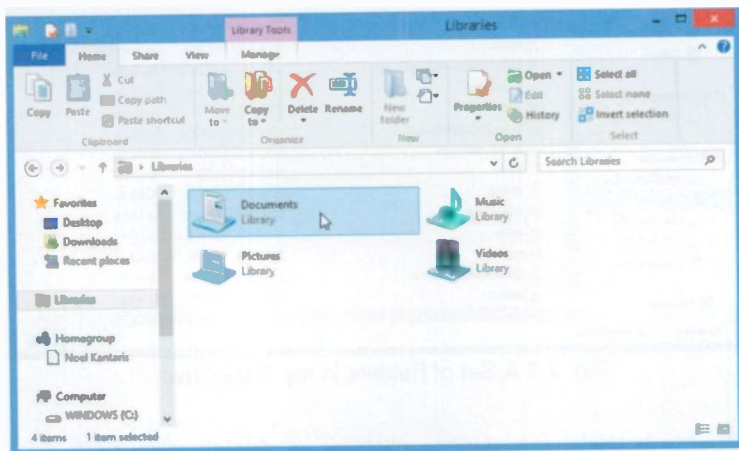 Library Tools
Libraries
File Home Share View Manage
Copy
Paste
Cut
Copy path
Paste shortcut
Clipboard
Move to
Copy to
Delete
Rename
Organize
New folder
New
Properties
Open
Edit
History
Open
Select all
Select none
Invert selection
Select
Libraries
Search Libraries
Favorites
Desktop
Downloads
Recent places
Libraries
Homegroup
Noel Kantaris
Computer
WINDOWS (C:)
Documents
Library
Music
Library
Pictures
Library
Videos
Library
4 items 1 item selected